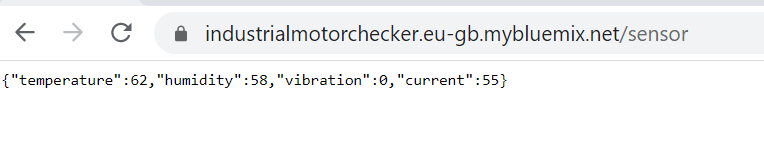 industrialmotorchecker.eu-gb.mybluemix.net/sensor
{"temperature":62,"humidity":58,"vibration":0,"current":55}